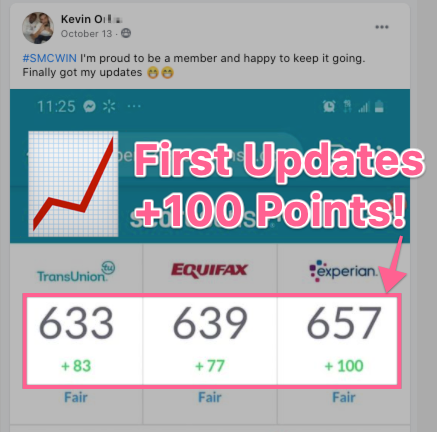 Kevin
October 13 ·
#SMCWIN I'm proud to be a member and happy to keep it going.
Finally got my updates
11:25
First Updates
+100 Points!
TransUnion. tu
EQUIFAX
experian.
633
639
657
+ 83
+ 77
+ 100
Fair
Fair
Fair